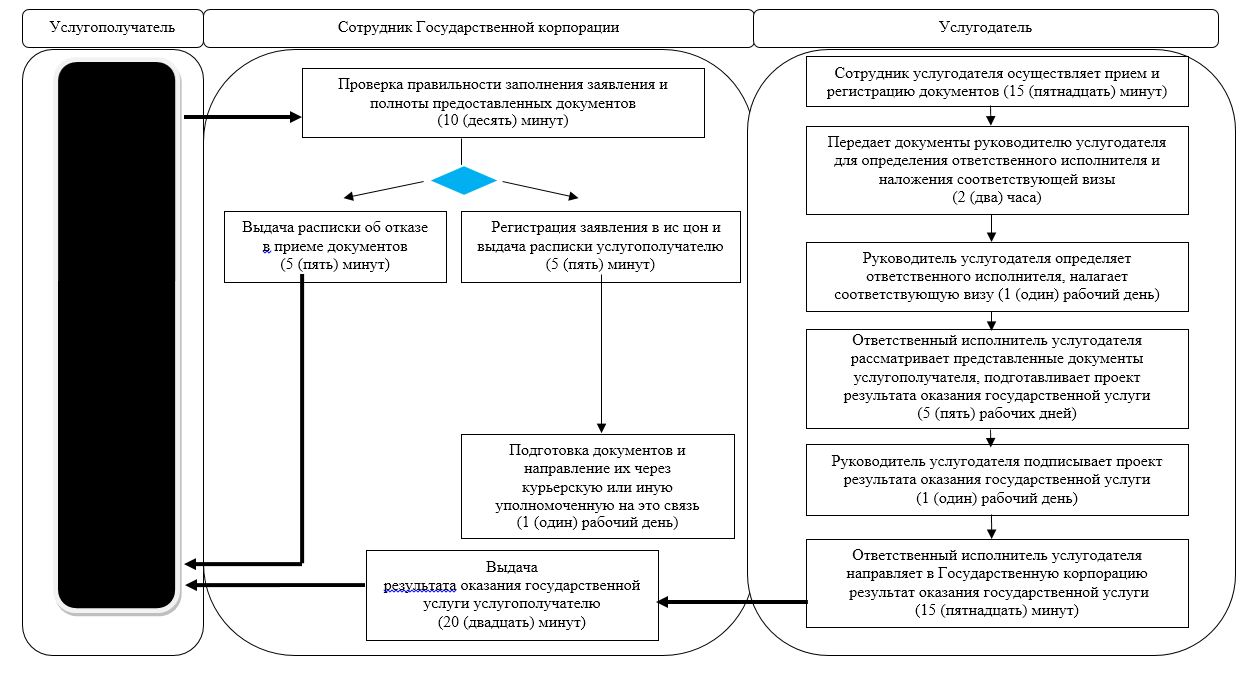 Услугополучатель
Сотрудник Государственной корпорации
Услугодатель
Проверка правильности заполнения заявления и
полноты предоставленных документов
(10 (десять) минут)
Выдача расписки об отказе
в приеме документов
(5 (пять) минут)
Регистрация заявления в ис цон и
выдача расписки услугополучателю
(5 (пять) минут)
Подготовка документов и
направление их через
курьерскую или иную
уполномоченную на это связь
(1 (один) рабочий день)
Выдача
результата оказания государственной
услуги услугополучателю
(20 (двадцать) минут)
Сотрудник услугодателя осуществляет прием и
регистрацию документов (15 (пятнадцать) минут)
Передает документы руководителю услугодателя
для определения ответственного исполнителя и
наложения соответствующей визы
(2 (два) часа)
Руководитель услугодателя определяет
ответственного исполнителя, налагает
соответствующую визу (1 (один) рабочий день)
Ответственный исполнитель услугодателя
рассматривает представленные документы
услугополучателя, подготавливает проект
результата оказания государственной услуги
(5 (пять) рабочих дней)
Руководитель услугодателя подписывает проект
результата оказания государственной услуги
(1 (один) рабочий день)
Ответственный исполнитель услугодателя
направляет в Государственную корпорацию
результат оказания государственной услуги
(15 (пятнадцать) минут)